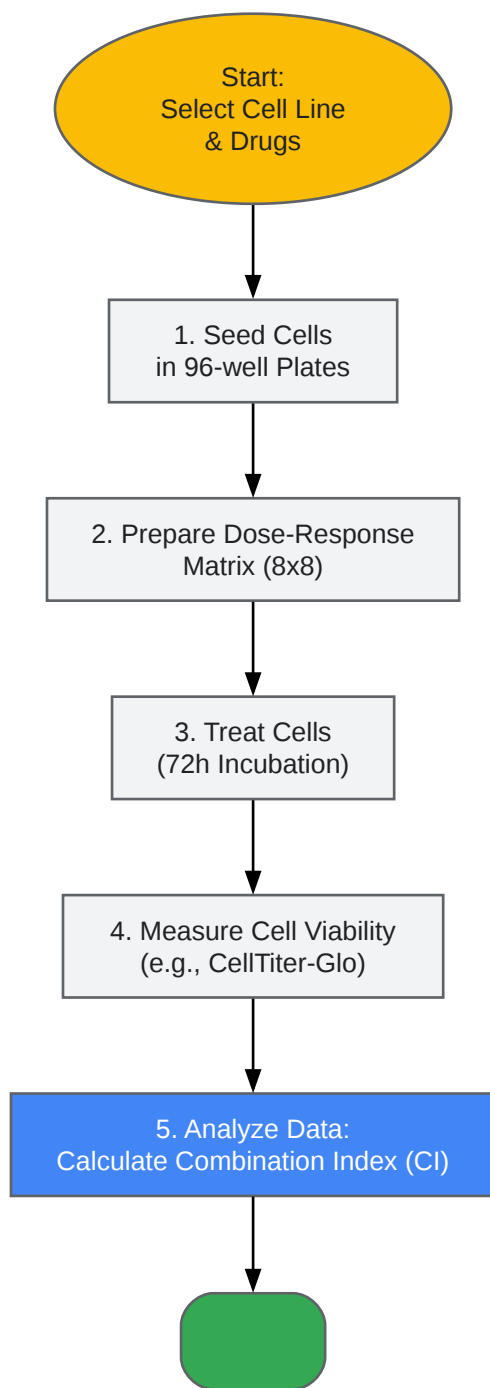 Start:
Select Cell Line
& Drugs
1. Seed Cells
in 96-well Plates
2. Prepare Dose-Response
Matrix (8x8)
3. Treat Cells
(72h Incubation)
4. Measure Cell Viability
(e.g., CellTiter-Glo)
5. Analyze Data:
Calculate Combination Index (CI)